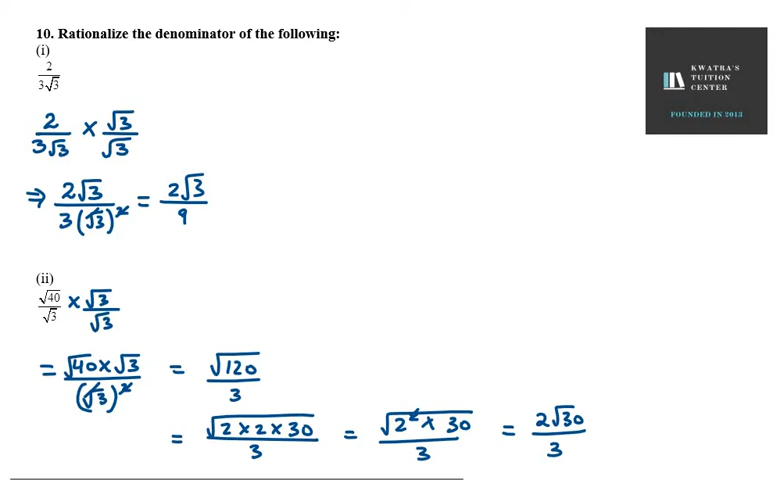 10. Rationalize the denominator of the following:
(i)
2/(3√3)
KWATRA'S
TUITION
CENTER
FOUNDED IN 2013
2/(3√3) × √3/√3
⇒ 2√3/(3(√3)²) = 2√3/9
(ii)
√40/√3 × √3/√3
= (√40 × √3)/(√3)² = √120/3
= √(2 × 2 × 30)/3 = √(2² × 30)/3 = 2√30/3